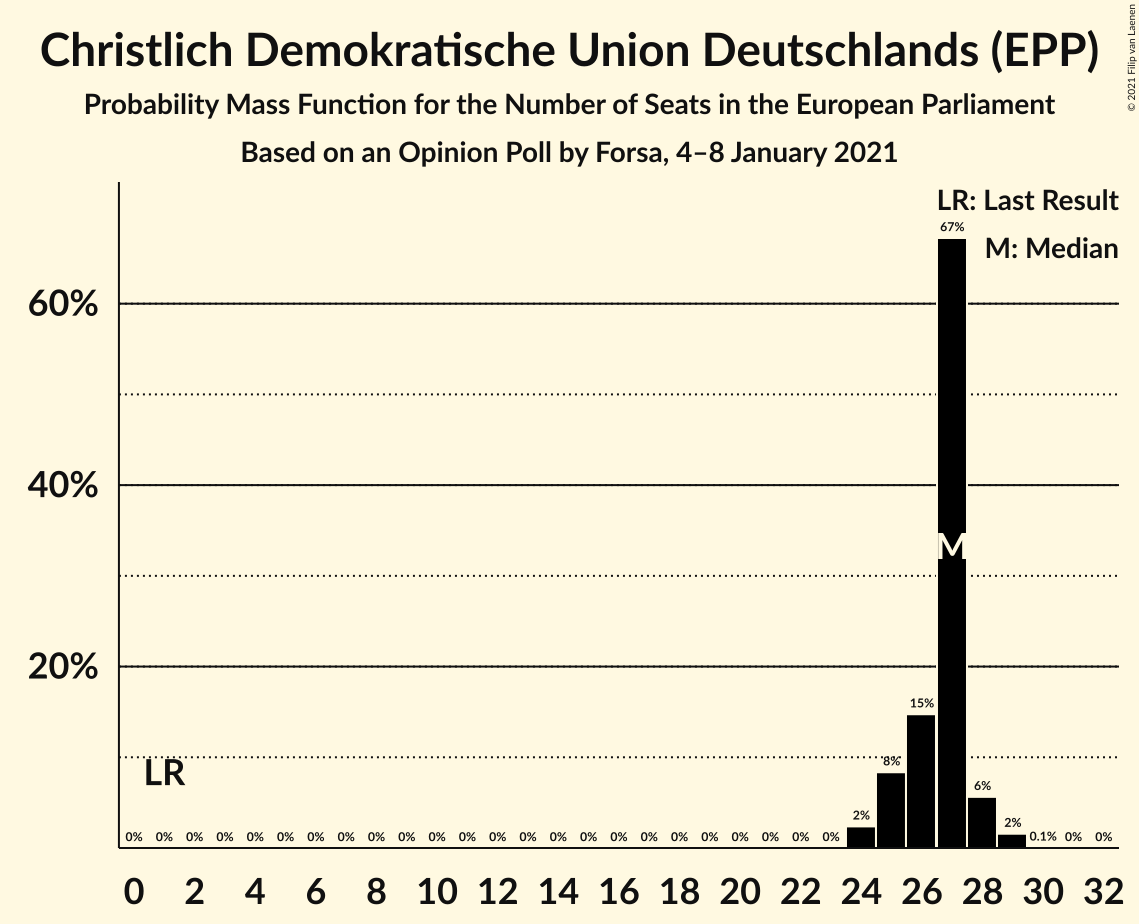 Christlich Demokratische Union Deutschlands (EPP)
Probability Mass Function for the Number of Seats in the European Parliament
Based on an Opinion Poll by Forsa, 4–8 January 2021
© 2021 Filip van Laenen
LR: Last Result
M: Median
67%
60%
40%
M
20%
15%
8%
6%
2%
2%
LR
0% 0% 0% 0% 0% 0% 0% 0% 0% 0% 0% 0% 0% 0% 0% 0% 0% 0% 0% 0% 0% 0% 0% 0% 0.1% 0% 0%
0 2 4 6 8 10 12 14 16 18 20 22 24 26 28 30 32